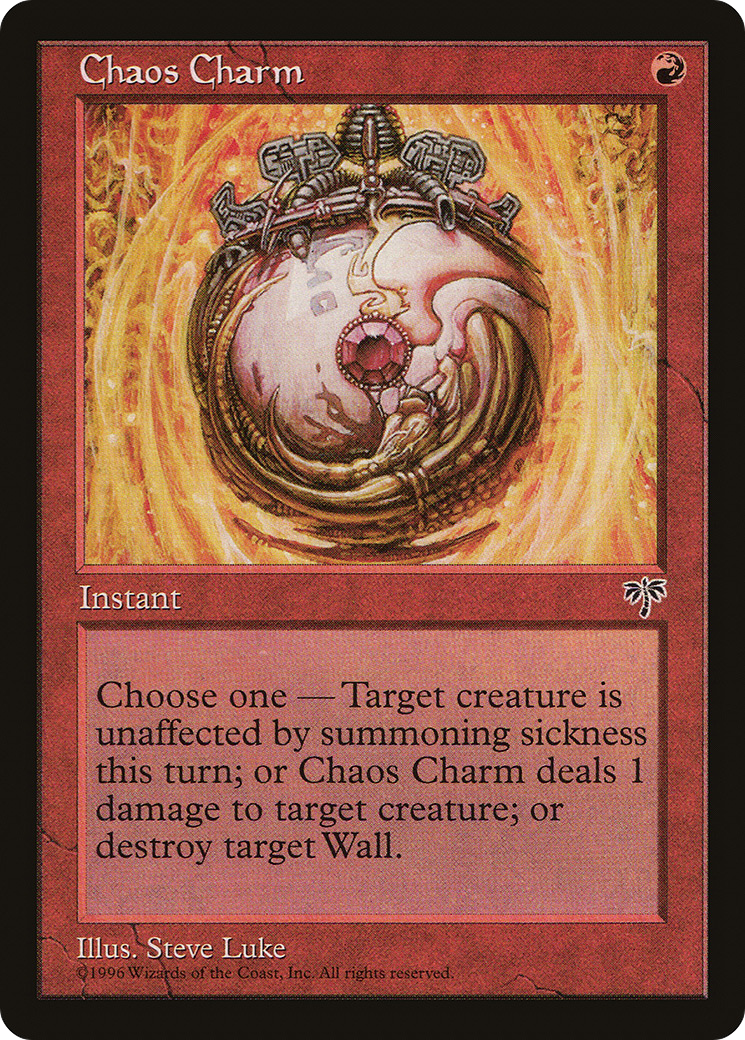 Chaos Charm
Instant
Choose one — Target creature is
unaffected by summoning sickness
this turn; or Chaos Charm deals 1
damage to target creature; or
destroy target Wall.
Illus. Steve Luke
©1996 Wizards of the Coast, Inc. All rights reserved.